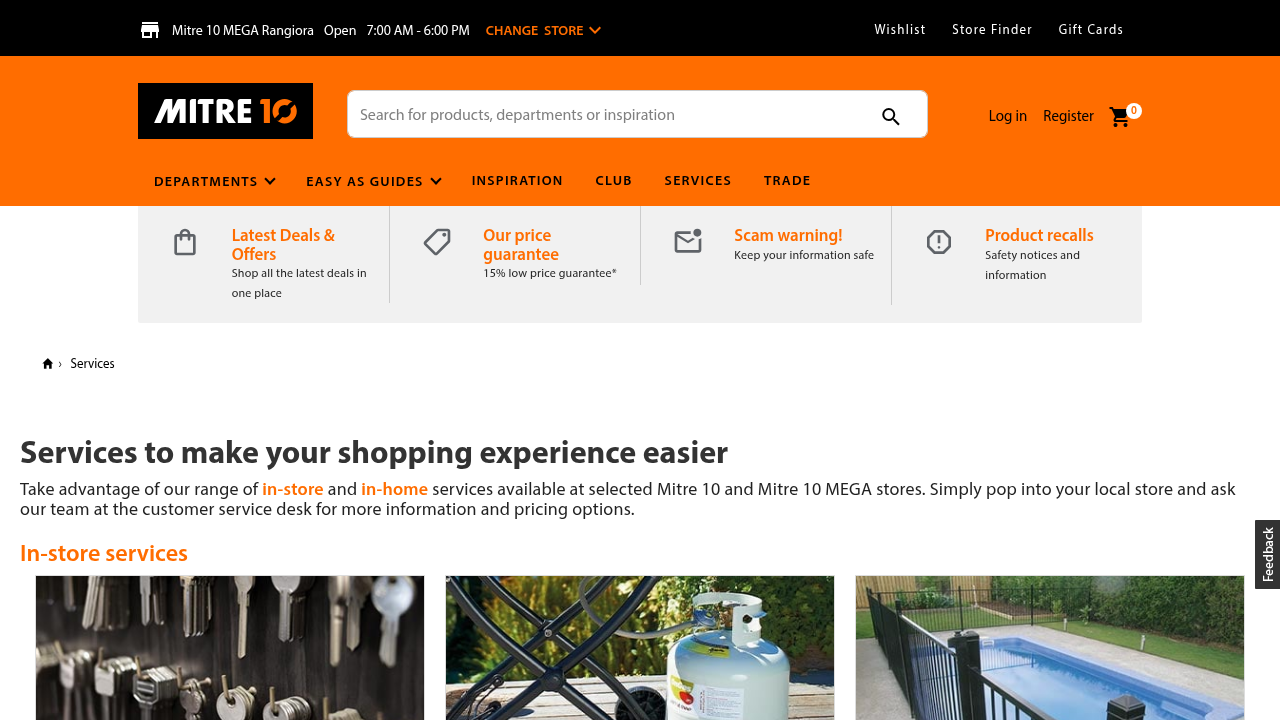 Mitre 10 MEGA Rangiora Open 7:00 AM - 6:00 PM CHANGE STORE Wishlist Store Finder Gift Cards
MITRE 10
Search for products, departments or inspiration
Log in Register 0
DEPARTMENTS EASY AS GUIDES INSPIRATION CLUB SERVICES TRADE
Latest Deals &
Offers
Shop all the latest deals in
one place
Our price
guarantee
15% low price guarantee*
Scam warning!
Keep your information safe
Product recalls
Safety notices and
information
› Services
Services to make your shopping experience easier
Take advantage of our range of in-store and in-home services available at selected Mitre 10 and Mitre 10 MEGA stores. Simply pop into your local store and ask
our team at the customer service desk for more information and pricing options.
Feedback
In-store services